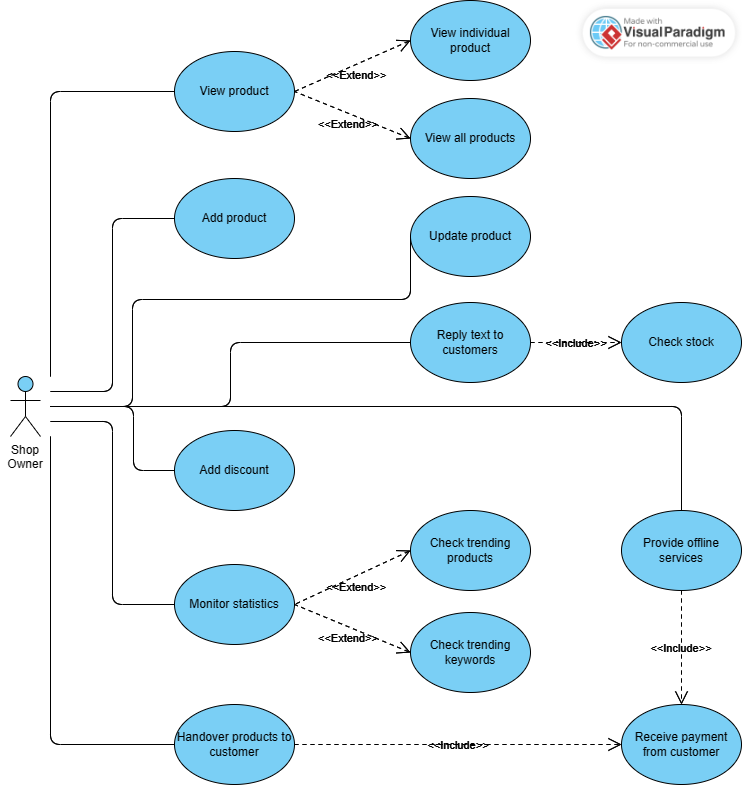 Made with
VisualParadigm
For non-commercial use
View individual
product
View product
<<Extend>>
<<Extend>>
View all products
Add product
Update product
Reply text to
customers
<<Include>>
Check stock
Shop
Owner
Add discount
Check trending
products
Provide offline
services
Monitor statistics
<<Extend>>
<<Extend>>
Check trending
keywords
<<Include>>
Handover products to
customer
<<Include>>
Receive payment
from customer